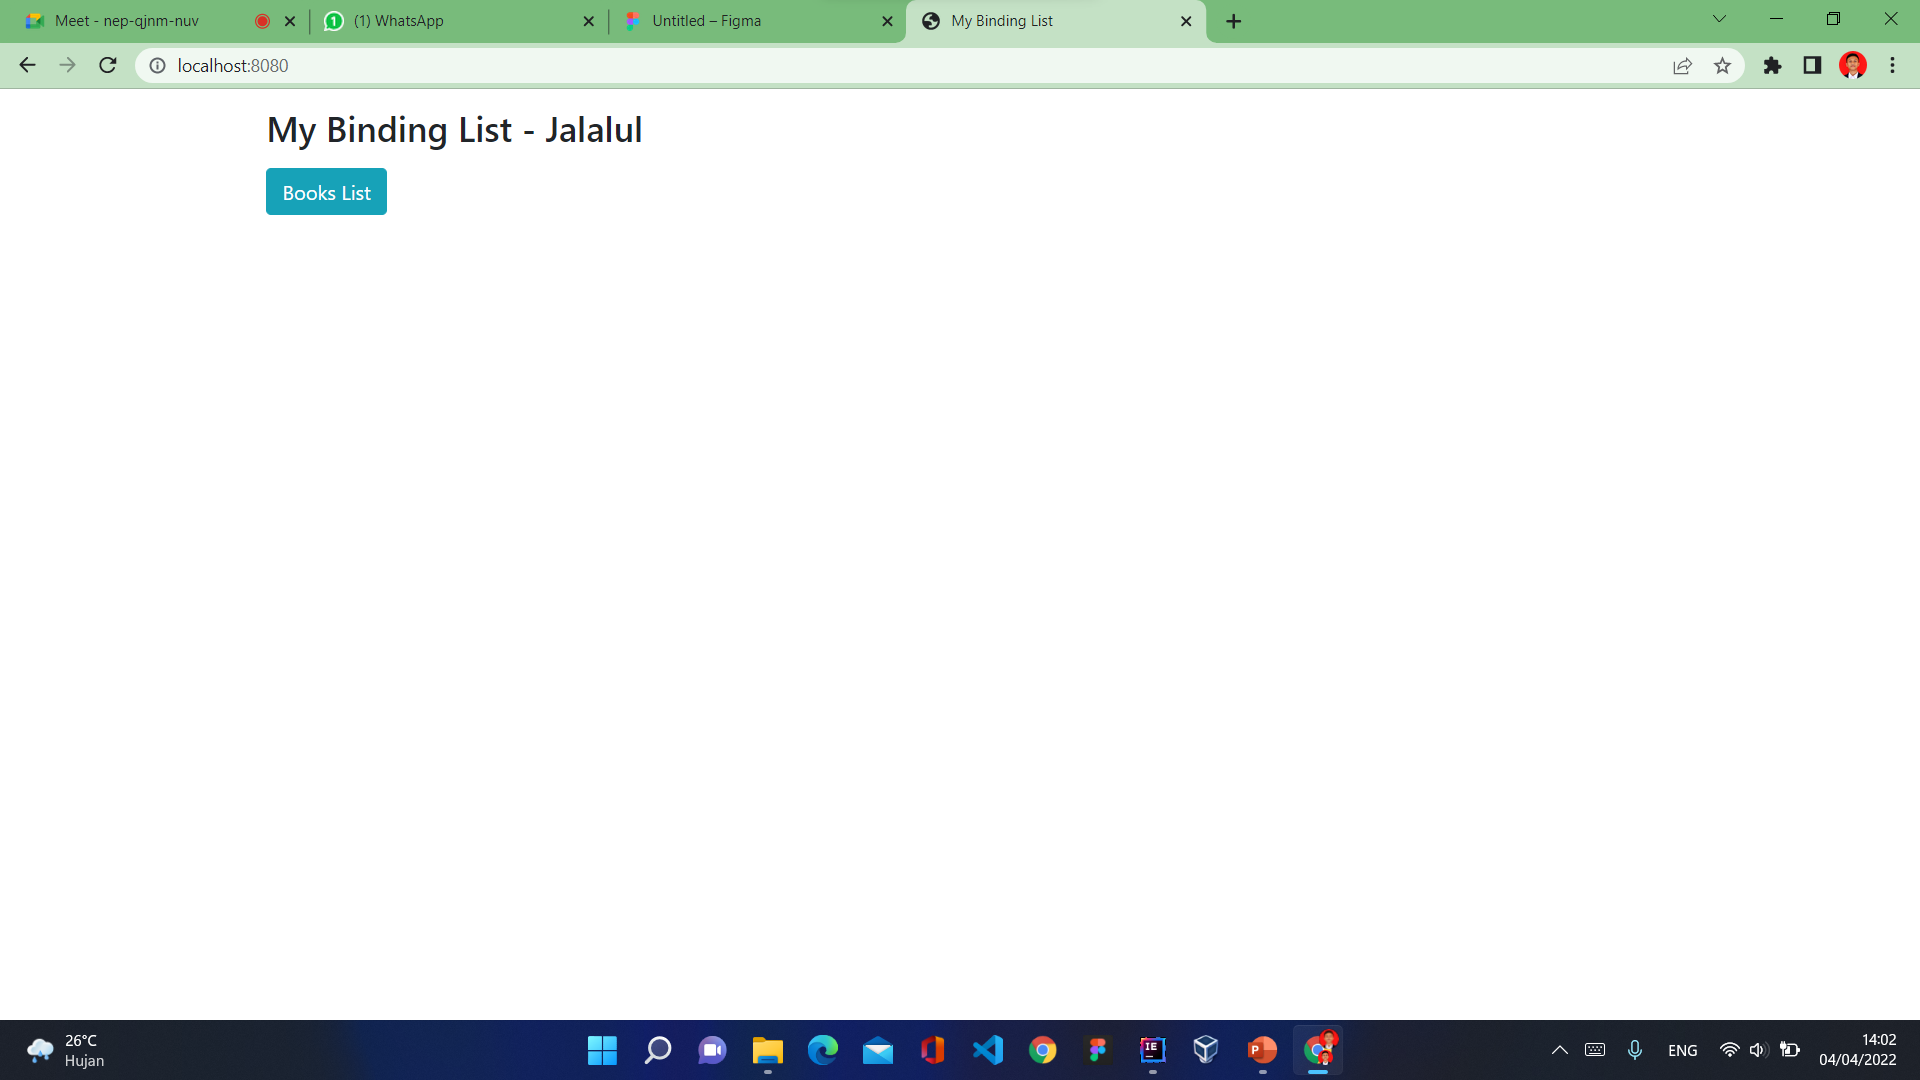 Meet - nep-qjnm-nuv
(1) WhatsApp
Untitled – Figma
My Binding List
localhost:8080
My Binding List - Jalalul
Books List
26°C
Hujan
ENG
14:02
04/04/2022